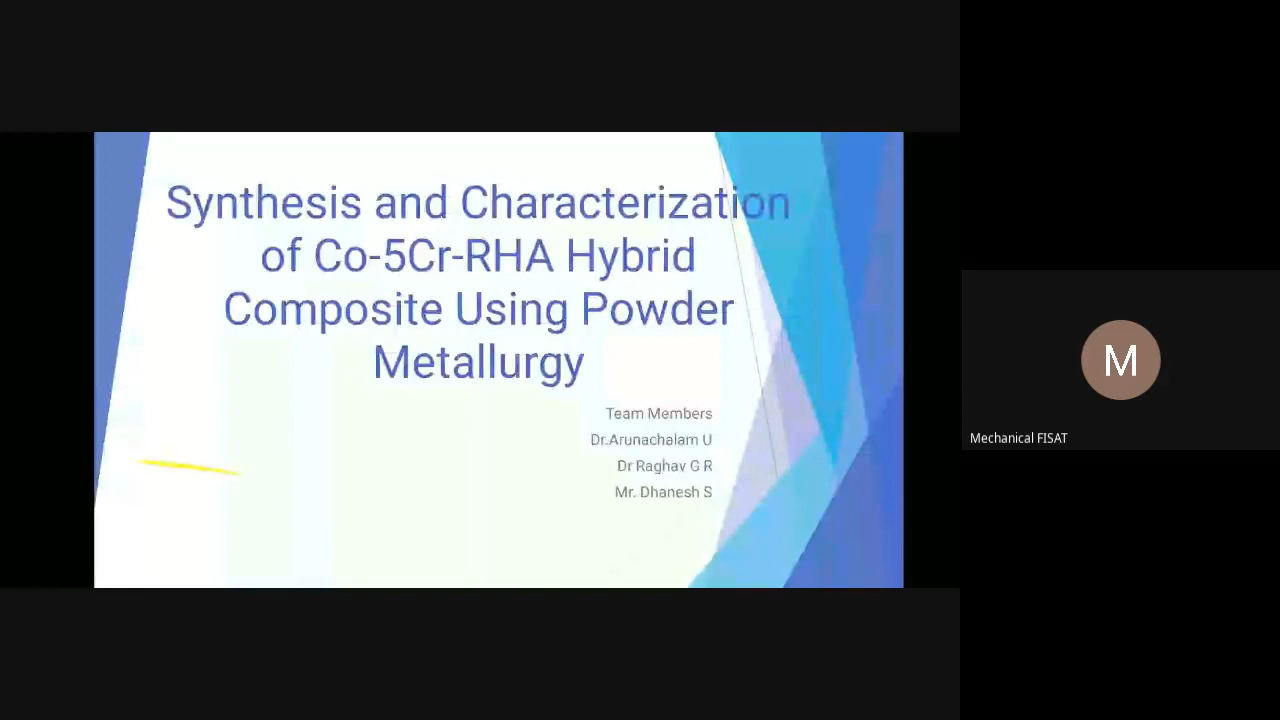 Synthesis and Characterization
of Co-5Cr-RHA Hybrid
Composite Using Powder
Metallurgy
Team Members
Dr.Arunachalam U
Dr Raghav G R
Mr. Dhanesh S
M
Mechanical FISAT